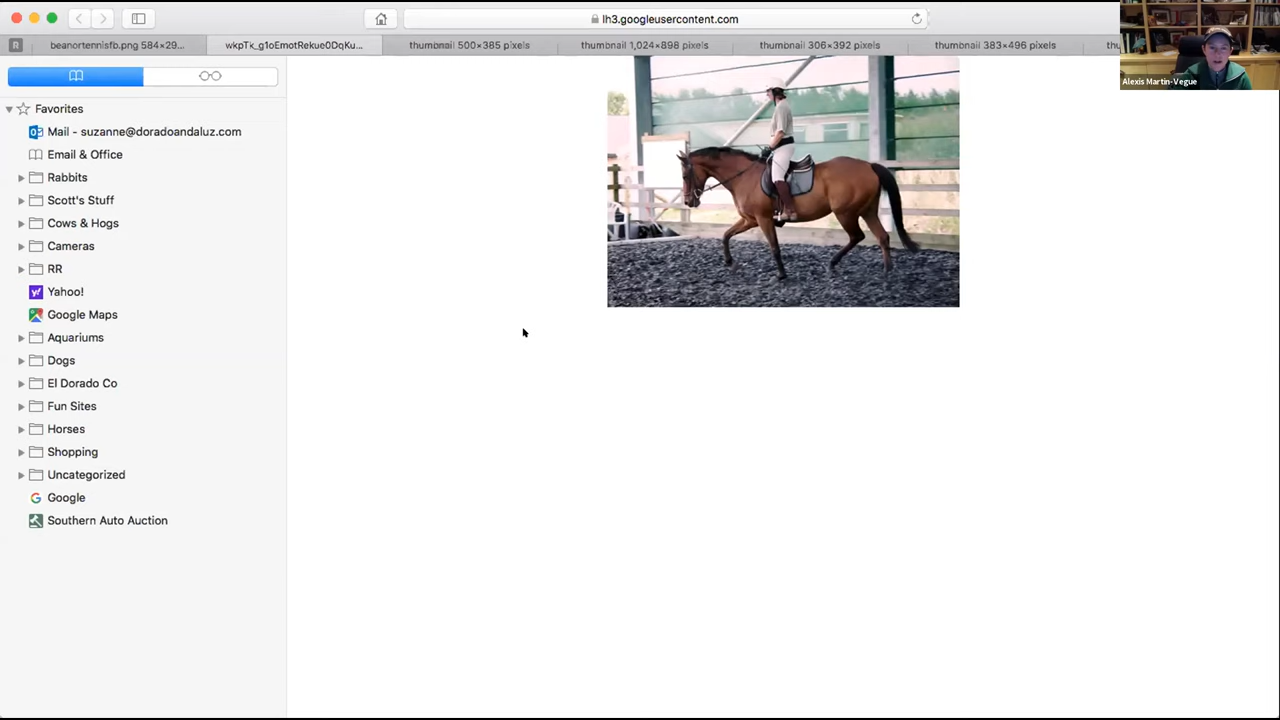 lh3.googleusercontent.com
beanortennisfb.png 584×29...
wkpTk_g1oEmotRekue0DqKu...
thumbnail 500×385 pixels
thumbnail 1,024×898 pixels
thumbnail 306×392 pixels
thumbnail 383×496 pixels
thu
Alexis Martin-Vegue
R
Favorites
Mail - suzanne@doradoandaluz.com
Email & Office
Rabbits
Scott's Stuff
Cows & Hogs
Cameras
RR
Yahoo!
Google Maps
Aquariums
Dogs
El Dorado Co
Fun Sites
Horses
Shopping
Uncategorized
Google
Southern Auto Auction